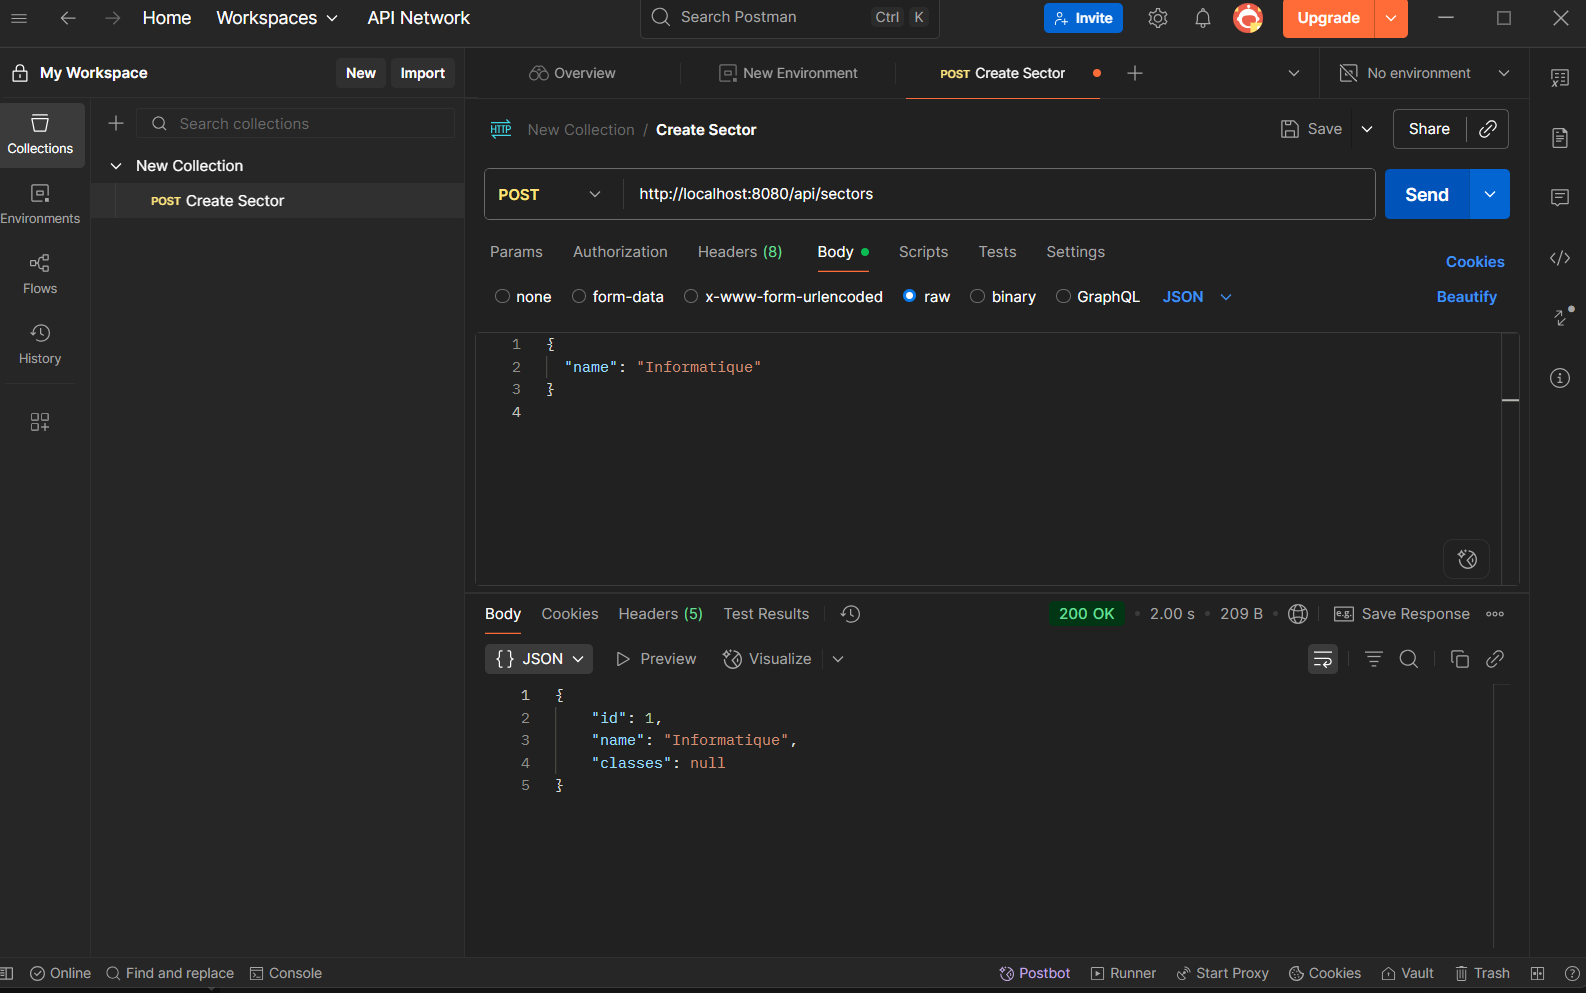 Home Workspaces API Network Search Postman Ctrl K Invite Upgrade
My Workspace New Import Overview New Environment POST Create Sector No environment
Collections
Search collections
New Collection
POST Create Sector
Environments
Flows
History
HTTP New Collection / Create Sector Save Share
POST http://localhost:8080/api/sectors Send
Params Authorization Headers (8) Body Scripts Tests Settings Cookies
none form-data x-www-form-urlencoded raw binary GraphQL JSON Beautify
1 {
2 "name": "Informatique"
3 }
4
Body Cookies Headers (5) Test Results 200 OK • 2.00 s • 209 B • e.g. Save Response
{} JSON Preview Visualize
1 {
2 "id": 1,
3 "name": "Informatique",
4 "classes": null
5 }
Online Find and replace Console Postbot Runner Start Proxy Cookies Vault Trash